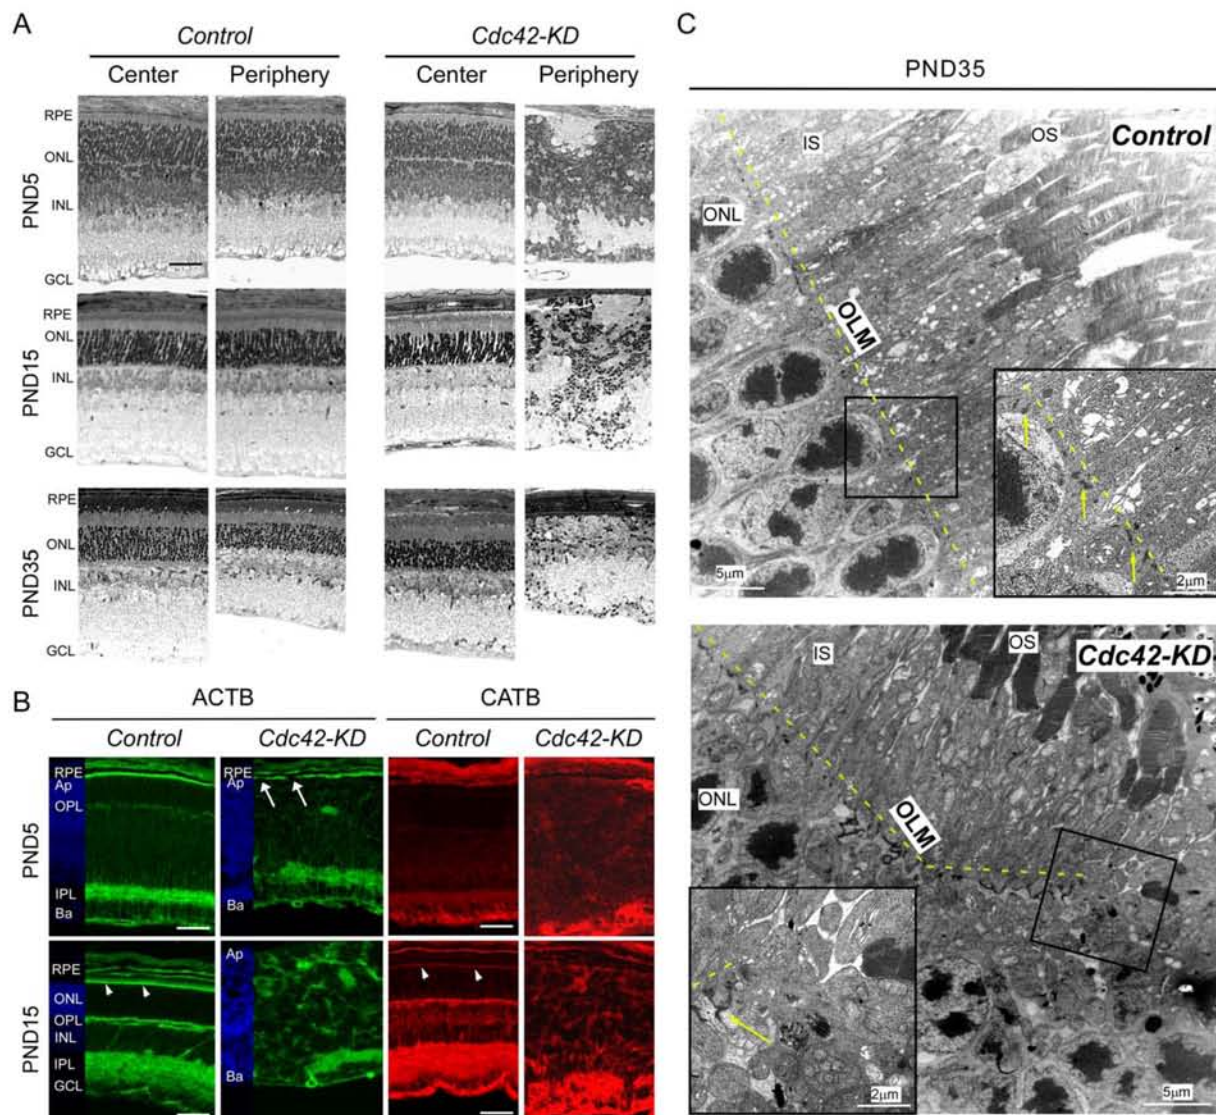 A
Control
Cdc42-KD
Center
Periphery
Center
Periphery
PND5
RPE
ONL
INL
GCL
PND15
RPE
ONL
INL
GCL
PND35
RPE
ONL
INL
GCL
B
ACTB
CATB
Control
Cdc42-KD
Control
Cdc42-KD
PND5
RPE
Ap
OPL
IPL
Ba
RPE
Ap
Ba
PND15
RPE
ONL
OPL
INL
IPL
GCL
Ap
Ba
C
PND35
Control
IS
OS
ONL
OLM
5μm
2μm
Cdc42-KD
IS
OS
ONL
OLM
2μm
5μm